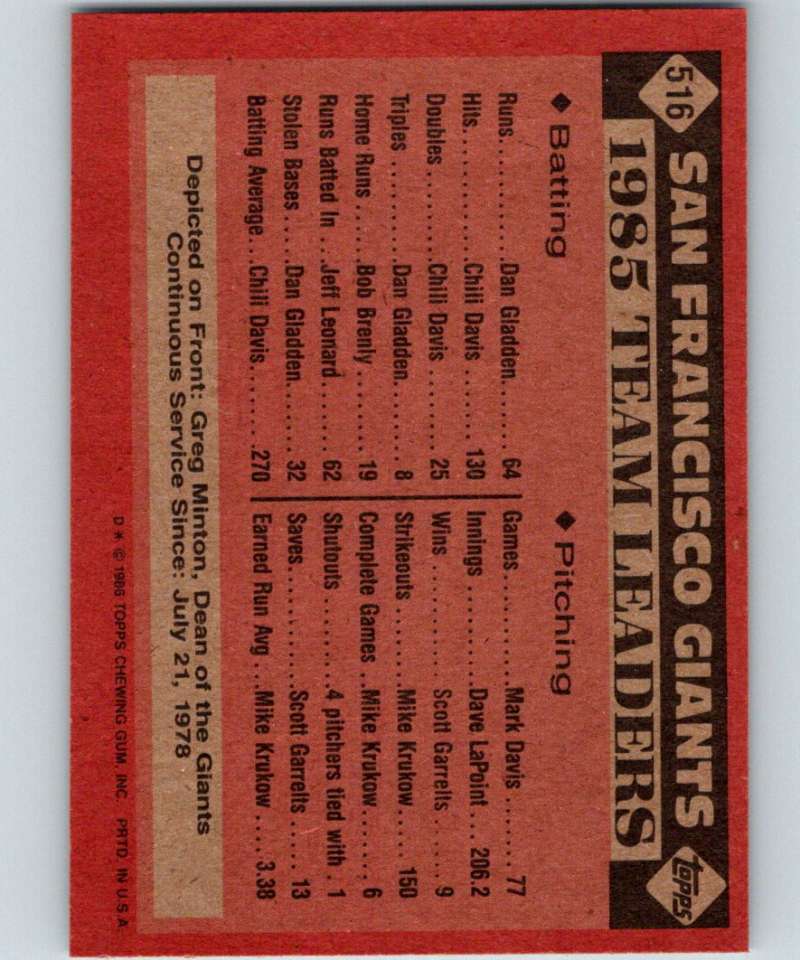 516 SAN FRANCISCO GIANTS topps
1985 TEAM LEADERS
◆ Batting
Runs..........Dan Gladden.......64
Hits............Chili Davis......130
Doubles........Chili Davis........25
Triples.........Dan Gladden........8
Home Runs.....Bob Brenly........19
Runs Batted In ...Jeff Leonard.......62
Stolen Bases ....Dan Gladden......32
Batting Average...Chili Davis.......270
◆ Pitching
Games...........Mark Davis.......77
Innings..........Dave LaPoint...206.2
Wins............Scott Garrelts....9
Strikeouts........Mike Krukow....150
Complete Games ..Mike Krukow......6
Shutouts ........4 pitchers tied with .1
Saves............Scott Garrelts....13
Earned Run Avg ...Mike Krukow....3.38
Depicted on Front: Greg Minton, Dean of the Giants
Continuous Service Since: July 21, 1978
D * © 1986 TOPPS CHEWING GUM, INC. PRTD. IN U.S.A.